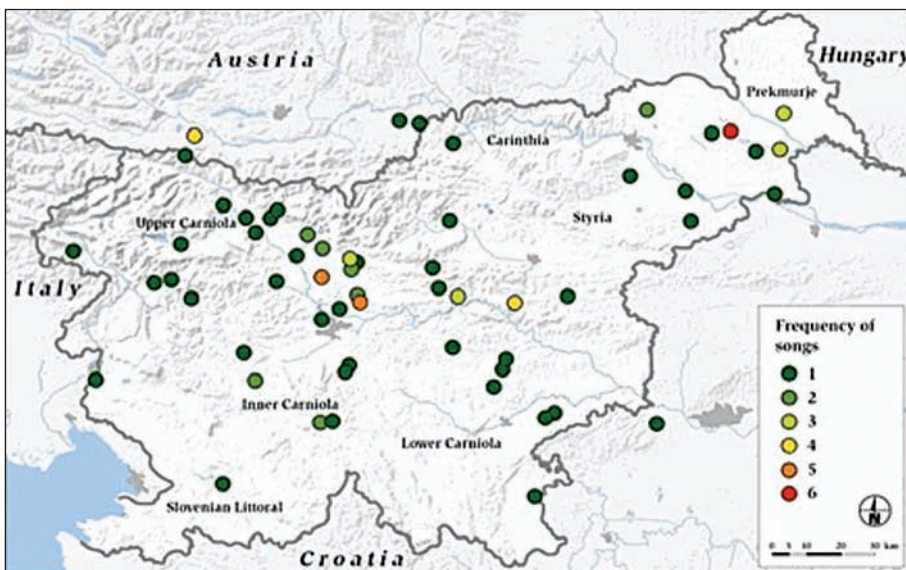 Austria
Hungary
Prekmurje
Carinthia
Styria
Upper Carniola
Italy
Inner Carniola
Lower Carniola
Slovenian Littoral
Croatia
Frequency of
songs
1
2
3
4
5
6
N
0 5 10 20 30 km